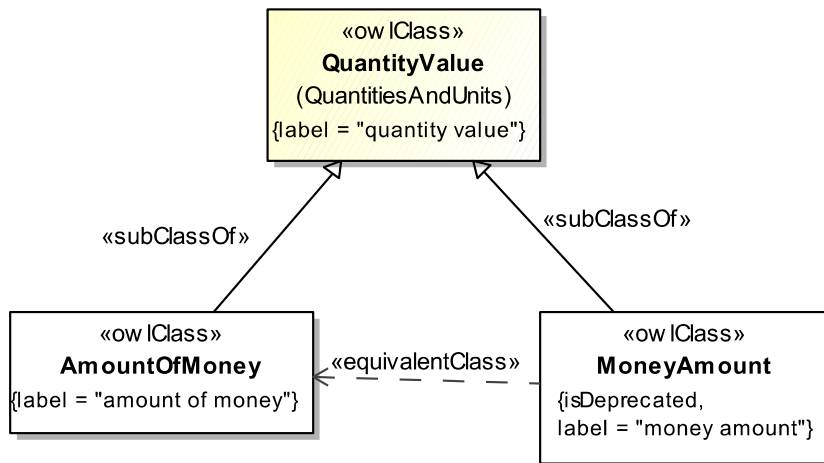 «owlClass»
QuantityValue
(QuantitiesAndUnits)
{label = "quantity value"}
«subClassOf»
«subClassOf»
«owlClass»
AmountOfMoney
{label = "amount of money"}
«equivalentClass»
«owlClass»
MoneyAmount
{isDeprecated,
label = "money amount"}